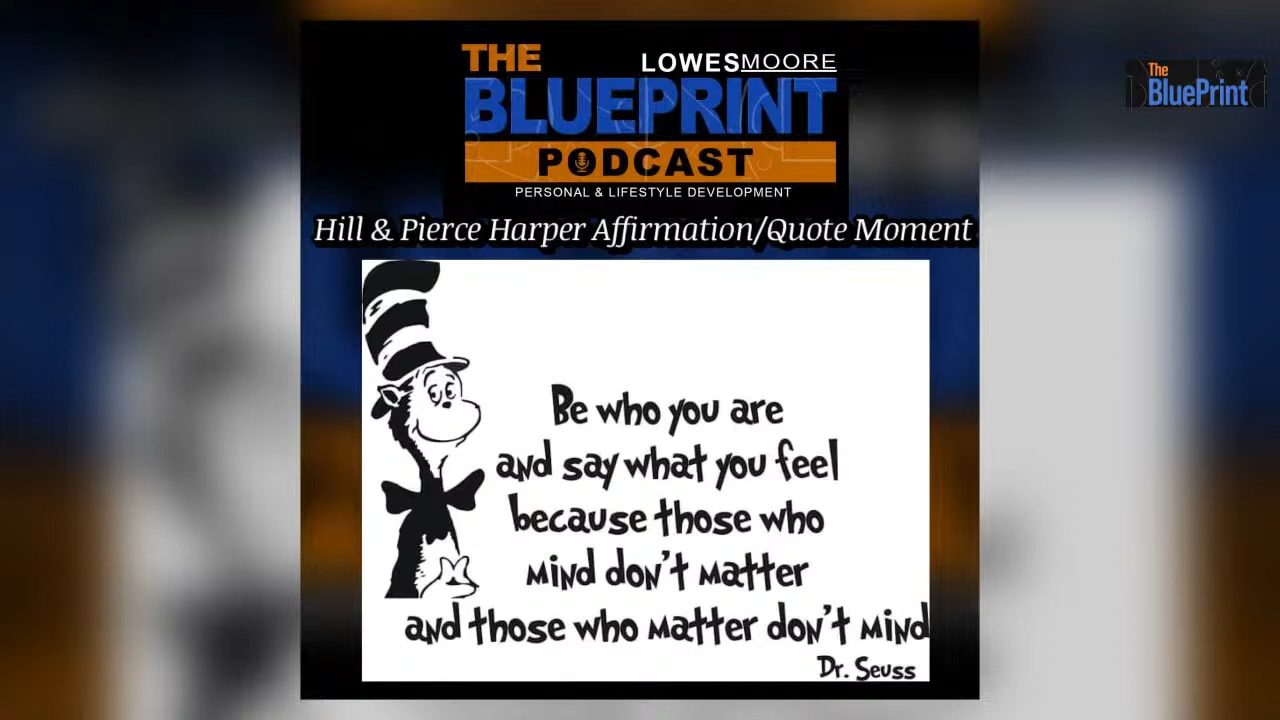 THE
LOWESMOORE
BLUEPRINT
PODCAST
PERSONAL & LIFESTYLE DEVELOPMENT
Hill & Pierce Harper Affirmation/Quote Moment
Be who you are
and say what you feel
because those who
mind don't matter
and those who matter don't mind
Dr. Seuss
The
BluePrint